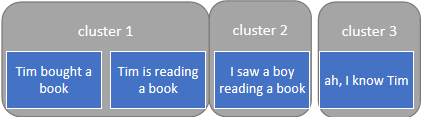 cluster 1
Tim bought a
book
Tim is reading
a book
cluster 2
I saw a boy
reading a book
cluster 3
ah, I know Tim